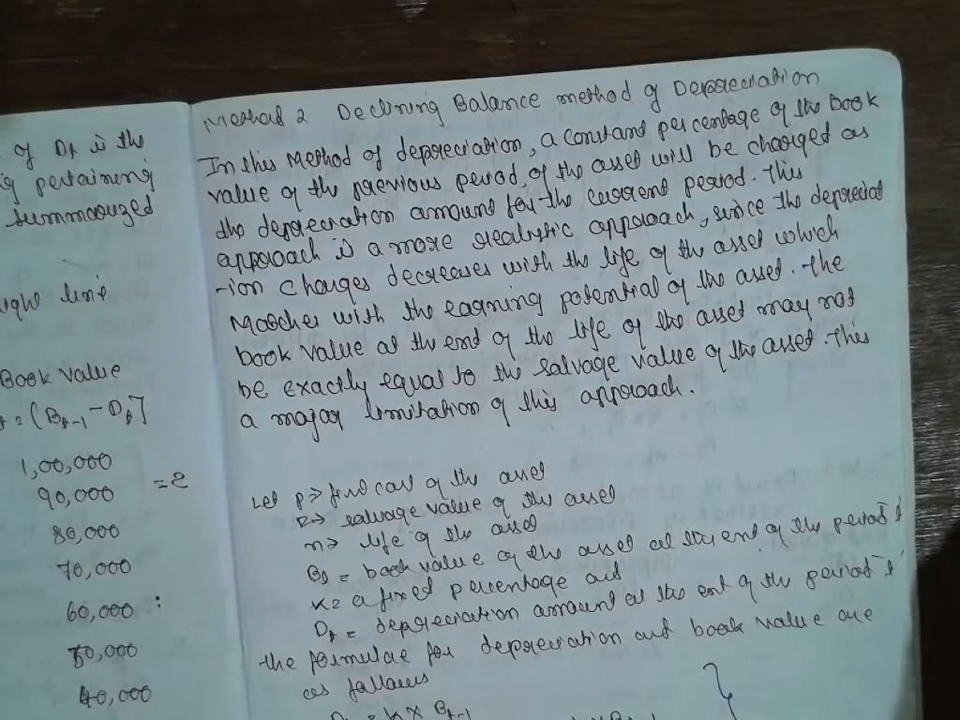 of Dt is the
g pertaining
summarized
ught line
Book value
t = (Bt-1 - Dt]
1,00,000
90,000 = 2
80,000
70,000
60,000 :
50,000
40,000
Method 2 Declining Balance method of Depreciation
In this Method of depreciation, a constand percentage of the book
value of the previous period, of the asset will be charged as
the depreciation amount for the current period. This
approach is a more realistic approach, since the depreciat
-ion charges decreases with the life of the asset which
Matches with the earning potential of the asset. The
book value at the end of the life of the asset may not
be exactly equal to the salvage value of the asset. This
a major limitation of this approach.
Let P → first cost of the asset
→ salvage value of the asset
n → life of the asset
Bt = book value of the asset at the end of the period t'
K = a fixed percentage and
Dt = depreciation amount at the end of the period t'
the formulae for depreciation and book value are
as follows
= k × Bt-1